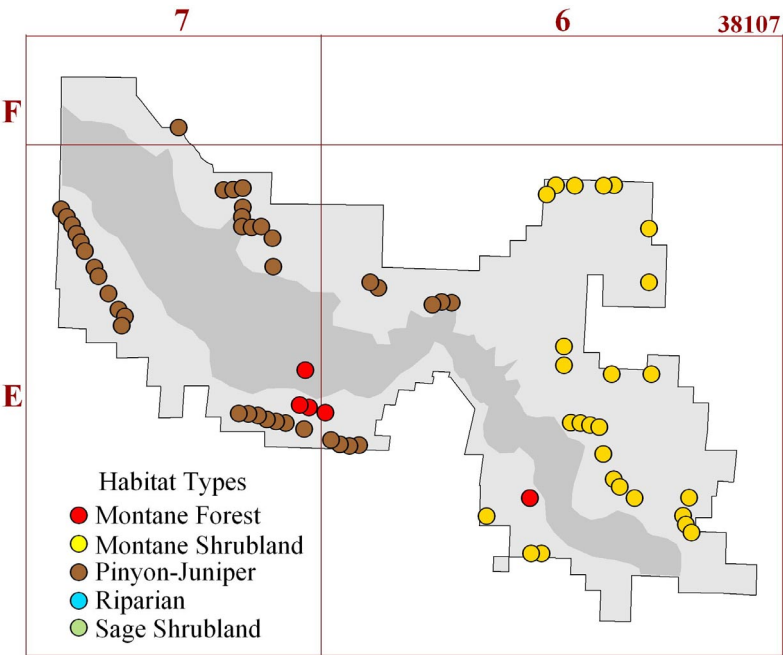 7 6 38107
F
E
Habitat Types
Montane Forest
Montane Shrubland
Pinyon-Juniper
Riparian
Sage Shrubland